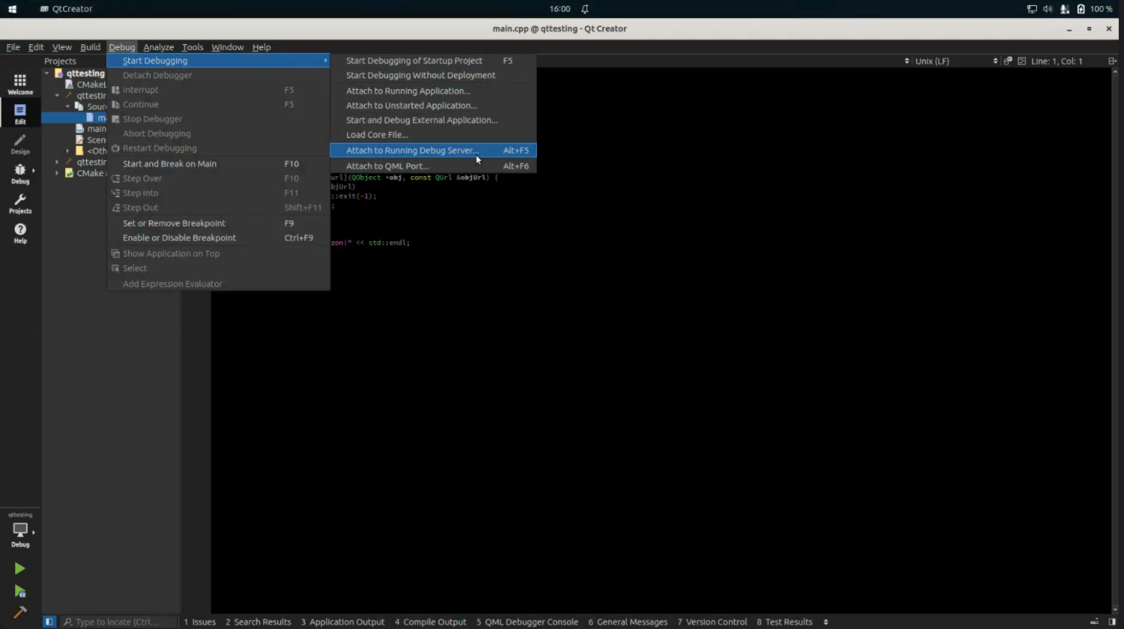 QtCreator
16:00
100 %
main.cpp @ qttesting - Qt Creator
File Edit View Build Debug Analyze Tools Window Help
Projects
Unix (LF)
Line: 1, Col: 1
Welcome
Edit
Design
Debug
Projects
Help
qttesting
CMakeL
qttestin
Sour
ma
main
Scen
qttestin
<Oth
CMake
Start Debugging
Detach Debugger
Interrupt F5
Continue F5
Stop Debugger
Abort Debugging
Restart Debugging
Start and Break on Main F10
Step Over F10
Step Into F11
Step Out Shift+F11
Set or Remove Breakpoint F9
Enable or Disable Breakpoint Ctrl+F9
Show Application on Top
Select
Add Expression Evaluator
Start Debugging of Startup Project F5
Start Debugging Without Deployment
Attach to Running Application...
Attach to Unstarted Application...
Start and Debug External Application...
Load Core File...
Attach to Running Debug Server... Alt+F5
Attach to QML Port... Alt+F6
url](QObject *obj, const QUrl &objUrl) {
bjUrl)
::exit(-1);
;
zon!" << std::endl;
qttesting
Debug
Type to locate (Ctrl...
1 Issues 2 Search Results 3 Application Output 4 Compile Output 5 QML Debugger Console 6 General Messages 7 Version Control 8 Test Results